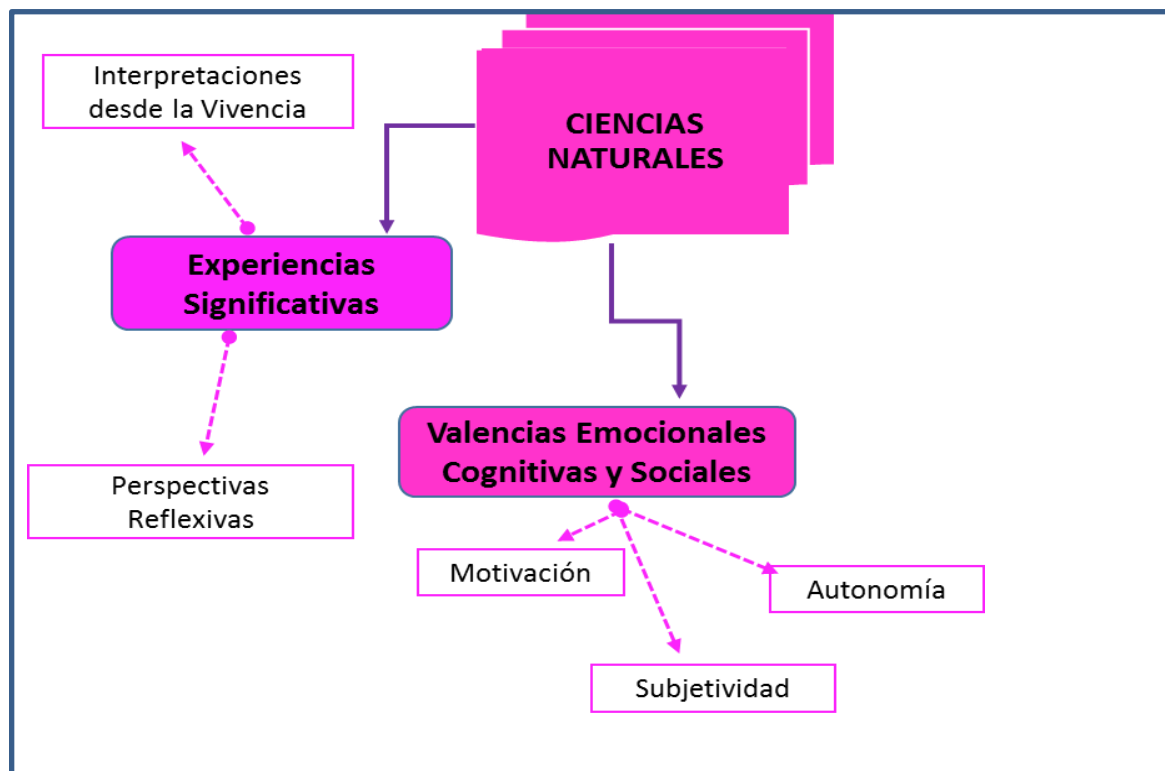 Interpretaciones
desde la Vivencia
CIENCIAS
NATURALES
Experiencias
Significativas
Valencias Emocionales
Cognitivas y Sociales
Perspectivas
Reflexivas
Motivación
Autonomía
Subjetividad